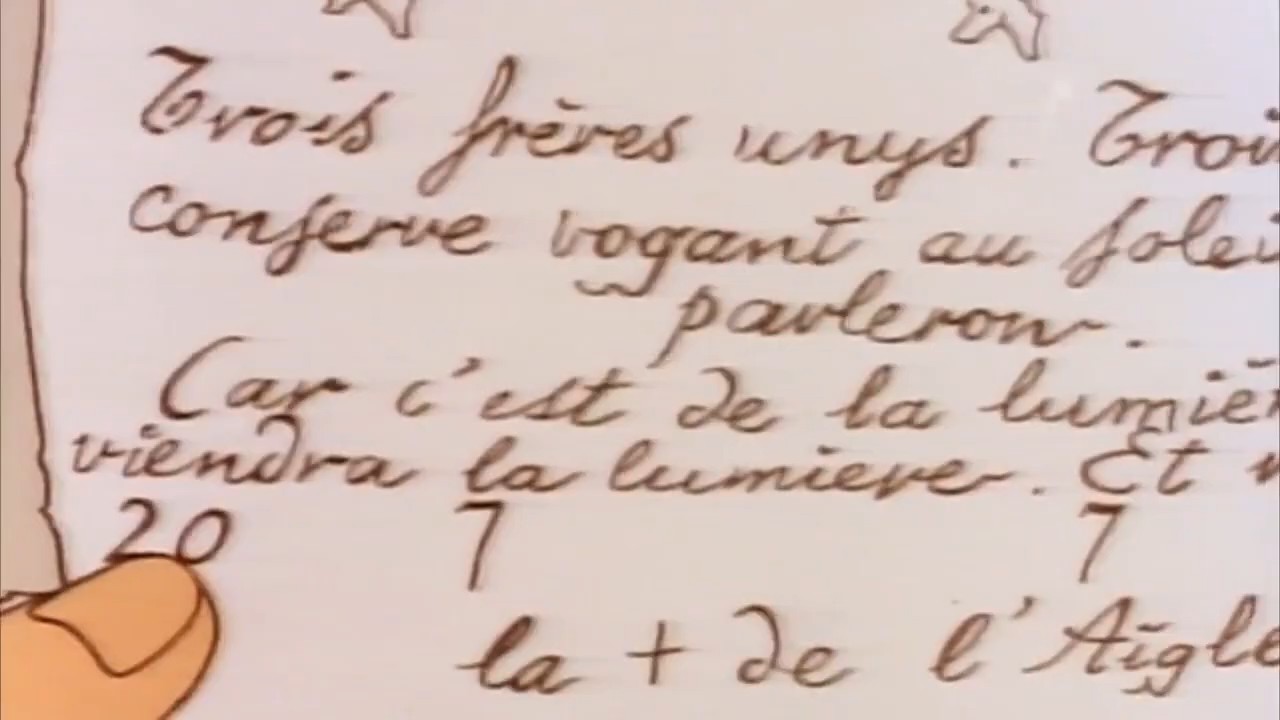 Trois frères unys. Troi
conserve vogant au solei
parleron.
Car c'est de la lumièr
viendra la lumiere. Et
20 7 7
la + de l'Aigle